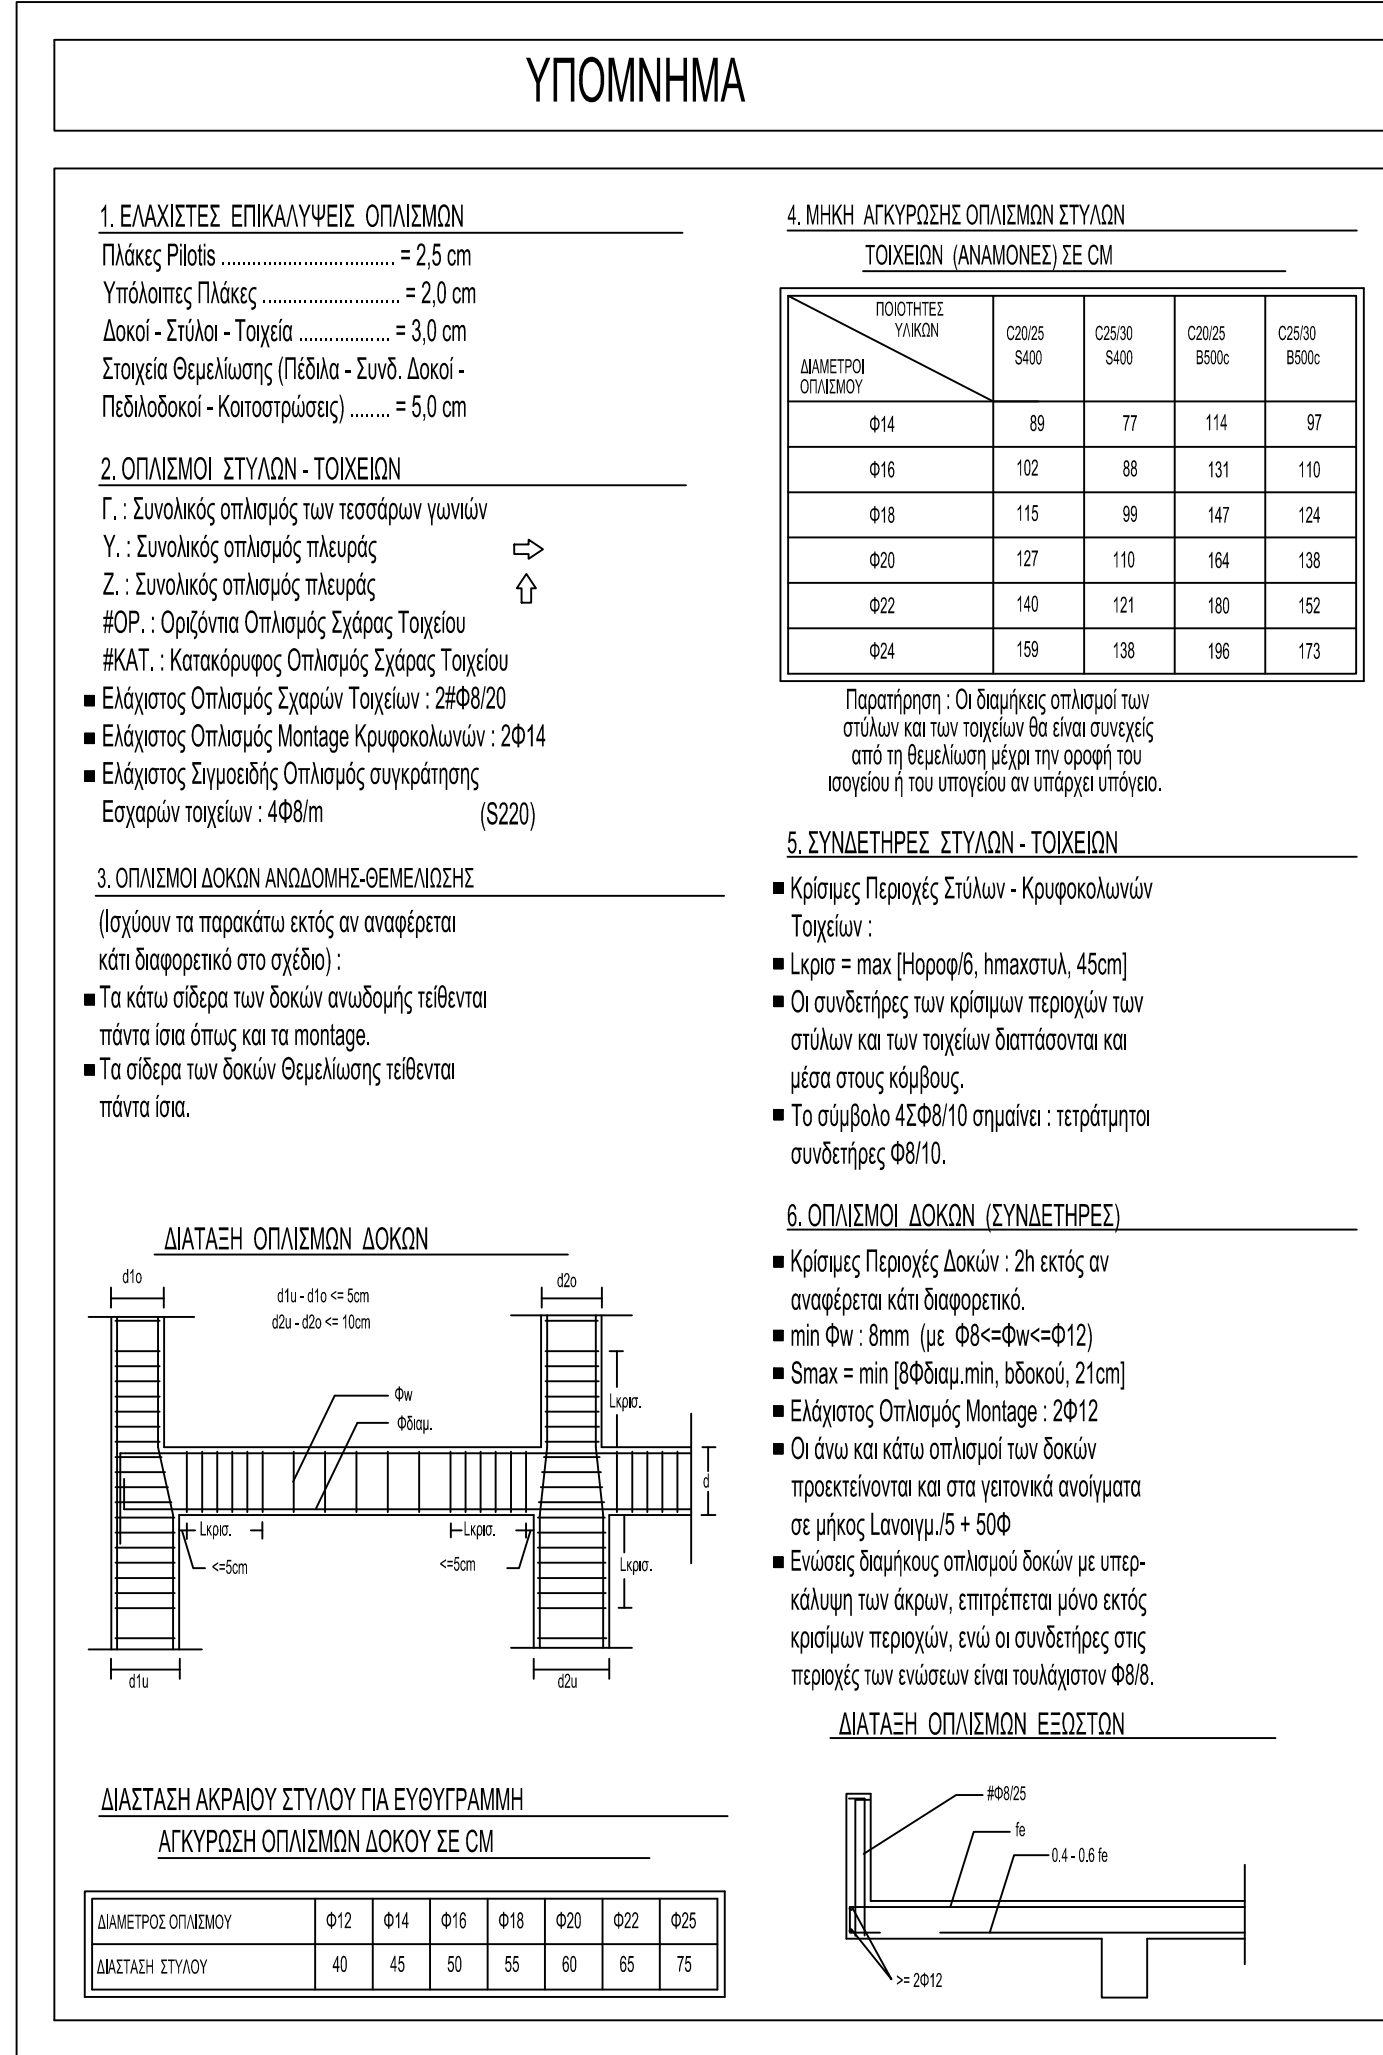 ΥΠΟΜΝΗΜΑ
1. ΕΛΑΧΙΣΤΕΣ ΕΠΙΚΑΛΥΨΕΙΣ ΟΠΛΙΣΜΩΝ
Πλάκες Pilotis .................................. = 2,5 cm
Υπόλοιπες Πλάκες ........................... = 2,0 cm
Δοκοί - Στύλοι - Τοιχεία .................. = 3,0 cm
Στοιχεία Θεμελίωσης (Πέδιλα - Συνδ. Δοκοί -
Πεδιλοδοκοί - Κοιτοστρώσεις) ........ = 5,0 cm
2. ΟΠΛΙΣΜΟΙ ΣΤΥΛΩΝ - ΤΟΙΧΕΙΩΝ
Γ. : Συνολικός οπλισμός των τεσσάρων γωνιών
Υ. : Συνολικός οπλισμός πλευράς
Ζ. : Συνολικός οπλισμός πλευράς
#ΟΡ. : Οριζόντια Οπλισμός Σχάρας Τοιχείου
#ΚΑΤ. : Κατακόρυφος Οπλισμός Σχάρας Τοιχείου
■ Ελάχιστος Οπλισμός Σχαρών Τοιχείων : 2#Φ8/20
■ Ελάχιστος Οπλισμός Montage Κρυφοκολωνών : 2Φ14
■ Ελάχιστος Σιγμοειδής Οπλισμός συγκράτησης
Εσχαρών τοιχείων : 4Φ8/m (S220)
3. ΟΠΛΙΣΜΟΙ ΔΟΚΩΝ ΑΝΩΔΟΜΗΣ-ΘΕΜΕΛΙΩΣΗΣ
(Ισχύουν τα παρακάτω εκτός αν αναφέρεται
κάτι διαφορετικό στο σχέδιο) :
■ Τα κάτω σίδερα των δοκών ανωδομής τείθενται
πάντα ίσια όπως και τα montage.
■ Τα σίδερα των δοκών Θεμελίωσης τείθενται
πάντα ίσια.
ΔΙΑΤΑΞΗ ΟΠΛΙΣΜΩΝ ΔΟΚΩΝ
d1o
d2o
d1u - d1o <= 5cm
d2u - d2o <= 10cm
Φw
Φδιαμ.
Lκρισ.
d
Lκρισ.
Lκρισ.
<=5cm
<=5cm
Lκρισ.
d1u
d2u
ΔΙΑΣΤΑΣΗ ΑΚΡΑΙΟΥ ΣΤΥΛΟΥ ΓΙΑ ΕΥΘΥΓΡΑΜΜΗ
ΑΓΚΥΡΩΣΗ ΟΠΛΙΣΜΩΝ ΔΟΚΟΥ ΣΕ CM
ΔΙΑΜΕΤΡΟΣ ΟΠΛΙΣΜΟΥ Φ12 Φ14 Φ16 Φ18 Φ20 Φ22 Φ25
ΔΙΑΣΤΑΣΗ ΣΤΥΛΟΥ 40 45 50 55 60 65 75
4. ΜΗΚΗ ΑΓΚΥΡΩΣΗΣ ΟΠΛΙΣΜΩΝ ΣΤΥΛΩΝ
ΤΟΙΧΕΙΩΝ (ΑΝΑΜΟΝΕΣ) ΣΕ CM
ΠΟΙΟΤΗΤΕΣ
ΥΛΙΚΩΝ
ΔΙΑΜΕΤΡΟΙ
ΟΠΛΙΣΜΟΥ
C20/25 C25/30 C20/25 C25/30
S400 S400 B500c B500c
Φ14 89 77 114 97
Φ16 102 88 131 110
Φ18 115 99 147 124
Φ20 127 110 164 138
Φ22 140 121 180 152
Φ24 159 138 196 173
Παρατήρηση : Οι διαμήκεις οπλισμοί των
στύλων και των τοιχείων θα είναι συνεχείς
από τη θεμελίωση μέχρι την οροφή του
ισογείου ή του υπογείου αν υπάρχει υπόγειο.
5. ΣΥΝΔΕΤΗΡΕΣ ΣΤΥΛΩΝ - ΤΟΙΧΕΙΩΝ
■ Κρίσιμες Περιοχές Στύλων - Κρυφοκολωνών
Τοιχείων :
■ Lκρισ = max [Ηοροφ/6, hmaxστυλ, 45cm]
■ Οι συνδετήρες των κρίσιμων περιοχών των
στύλων και των τοιχείων διαττάσονται και
μέσα στους κόμβους.
■ Το σύμβολο 4ΣΦ8/10 σημαίνει : τετράτμητοι
συνδετήρες Φ8/10.
6. ΟΠΛΙΣΜΟΙ ΔΟΚΩΝ (ΣΥΝΔΕΤΗΡΕΣ)
■ Κρίσιμες Περιοχές Δοκών : 2h εκτός αν
αναφέρεται κάτι διαφορετικό.
■ min Φw : 8mm (με Φ8<=Φw<=Φ12)
■ Smax = min [8Φδιαμ.min, bδοκού, 21cm]
■ Ελάχιστος Οπλισμός Montage : 2Φ12
■ Οι άνω και κάτω οπλισμοί των δοκών
προεκτείνονται και στα γειτονικά ανοίγματα
σε μήκος Lανοιγμ./5 + 50Φ
■ Ενώσεις διαμήκους οπλισμού δοκών με υπερ-
κάλυψη των άκρων, επιτρέπεται μόνο εκτός
κρισίμων περιοχών, ενώ οι συνδετήρες στις
περιοχές των ενώσεων είναι τουλάχιστον Φ8/8.
ΔΙΑΤΑΞΗ ΟΠΛΙΣΜΩΝ ΕΞΩΣΤΩΝ
#Φ8/25
fe
0.4 - 0.6 fe
>= 2Φ12